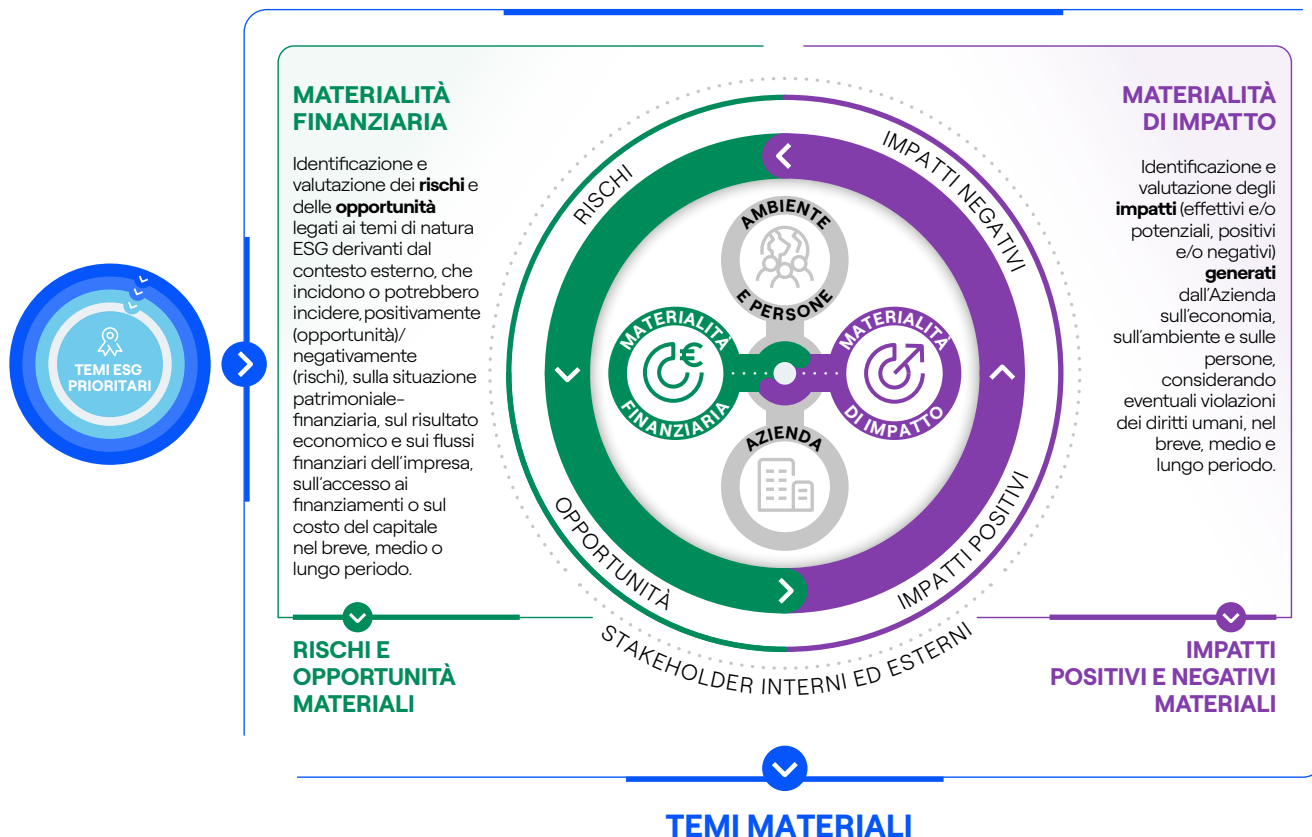 TEMI ESG
PRIORITARI
MATERIALITÀ
FINANZIARIA
Identificazione e
valutazione dei rischi e
delle opportunità
legati ai temi di natura
ESG derivanti dal
contesto esterno, che
incidono o potrebbero
incidere, positivamente
(opportunità)/
negativamente
(rischi), sulla situazione
patrimoniale-
finanziaria, sul risultato
economico e sui flussi
finanziari dell'impresa,
sull'accesso ai
finanziamenti o sul
costo del capitale
nel breve, medio o
lungo periodo.
RISCHI E
OPPORTUNITÀ
MATERIALI
RISCHI
IMPATTI NEGATIVI
OPPORTUNITÀ
IMPATTI POSITIVI
STAKEHOLDER INTERNI ED ESTERNI
AMBIENTE
E PERSONE
MATERIALITÀ
€
FINANZIARIA
MATERIALITÀ
DI IMPATTO
AZIENDA
MATERIALITÀ
DI IMPATTO
Identificazione e
valutazione degli
impatti (effettivi e/o
potenziali, positivi
e/o negativi)
generati
dall'Azienda
sull'economia,
sull'ambiente e sulle
persone,
considerando
eventuali violazioni
dei diritti umani, nel
breve, medio e
lungo periodo.
IMPATTI
POSITIVI E NEGATIVI
MATERIALI
TEMI MATERIALI